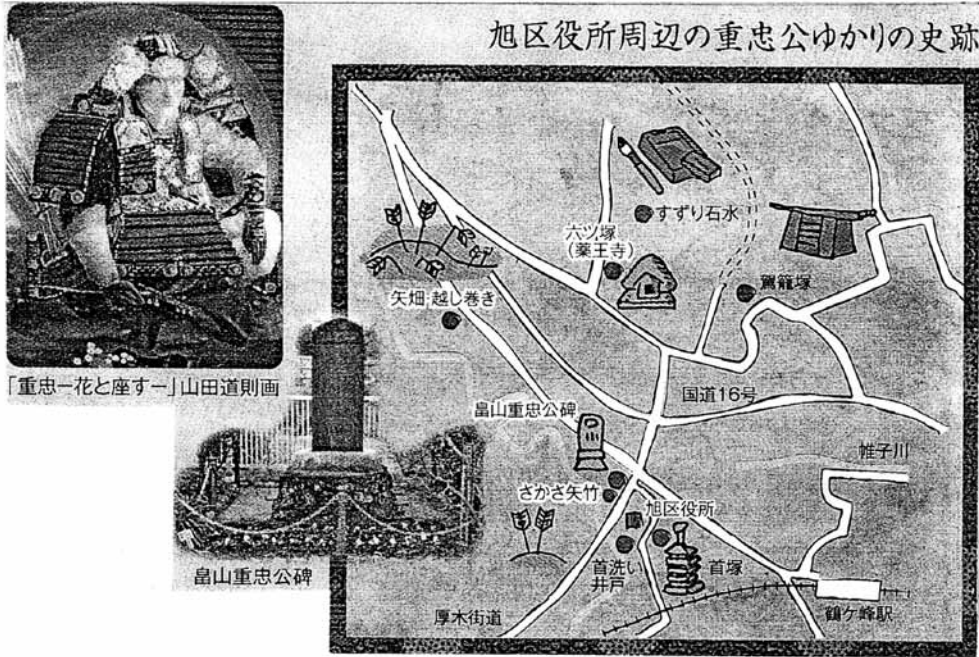 旭区役所周辺の重忠公ゆかりの史跡
「重忠ー花と座すー」山田道則画
畠山重忠公碑
すずり石水
六ツ塚
(薬王寺)
駕籠塚
矢畑・越し巻き
国道16号
畠山重忠公碑
帷子川
さかさ矢竹
旭区役所
首洗い
井戸
首塚
厚木街道
鶴ケ峰駅